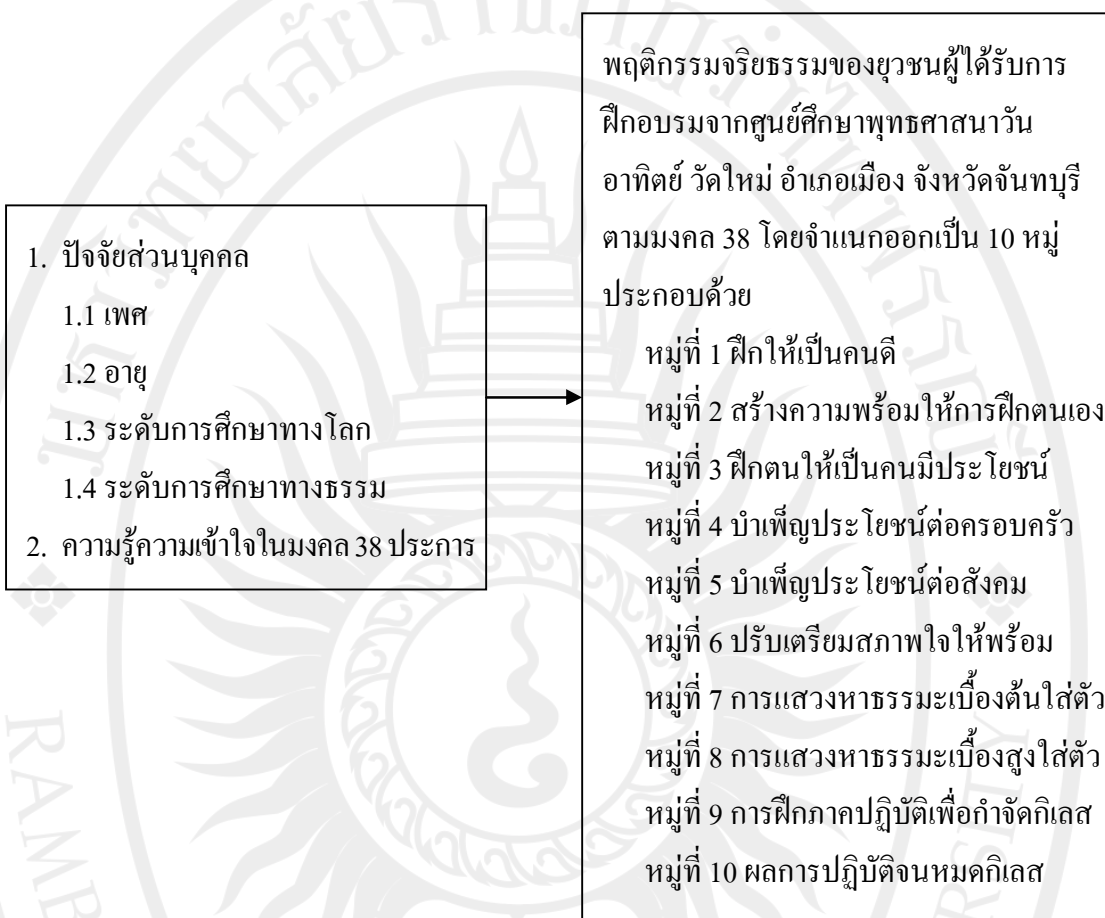 1. ปัจจัยส่วนบุคคล
1.1 เพศ
1.2 อายุ
1.3 ระดับการศึกษาทางโลก
1.4 ระดับการศึกษาทางธรรม
2. ความรู้ความเข้าใจในมงคล 38 ประการ
พฤติกรรมจริยธรรมของยุวชนผู้ได้รับการ
ฝึกอบรมจากศูนย์ศึกษาพุทธศาสนาวัน
อาทิตย์ วัดใหม่ อำเภอเมือง จังหวัดจันทบุรี
ตามมงคล 38 โดยจำแนกออกเป็น 10 หมู่
ประกอบด้วย
หมู่ที่ 1 ฝึกให้เป็นคนดี
หมู่ที่ 2 สร้างความพร้อมให้การฝึกตนเอง
หมู่ที่ 3 ฝึกตนให้เป็นคนมีประโยชน์
หมู่ที่ 4 บำเพ็ญประโยชน์ต่อครอบครัว
หมู่ที่ 5 บำเพ็ญประโยชน์ต่อสังคม
หมู่ที่ 6 ปรับเตรียมสภาพใจให้พร้อม
หมู่ที่ 7 การแสวงหาธรรมะเบื้องต้นใส่ตัว
หมู่ที่ 8 การแสวงหาธรรมะเบื้องสูงใส่ตัว
หมู่ที่ 9 การฝึกภาคปฏิบัติเพื่อกำจัดกิเลส
หมู่ที่ 10 ผลการปฏิบัติจนหมดกิเลส